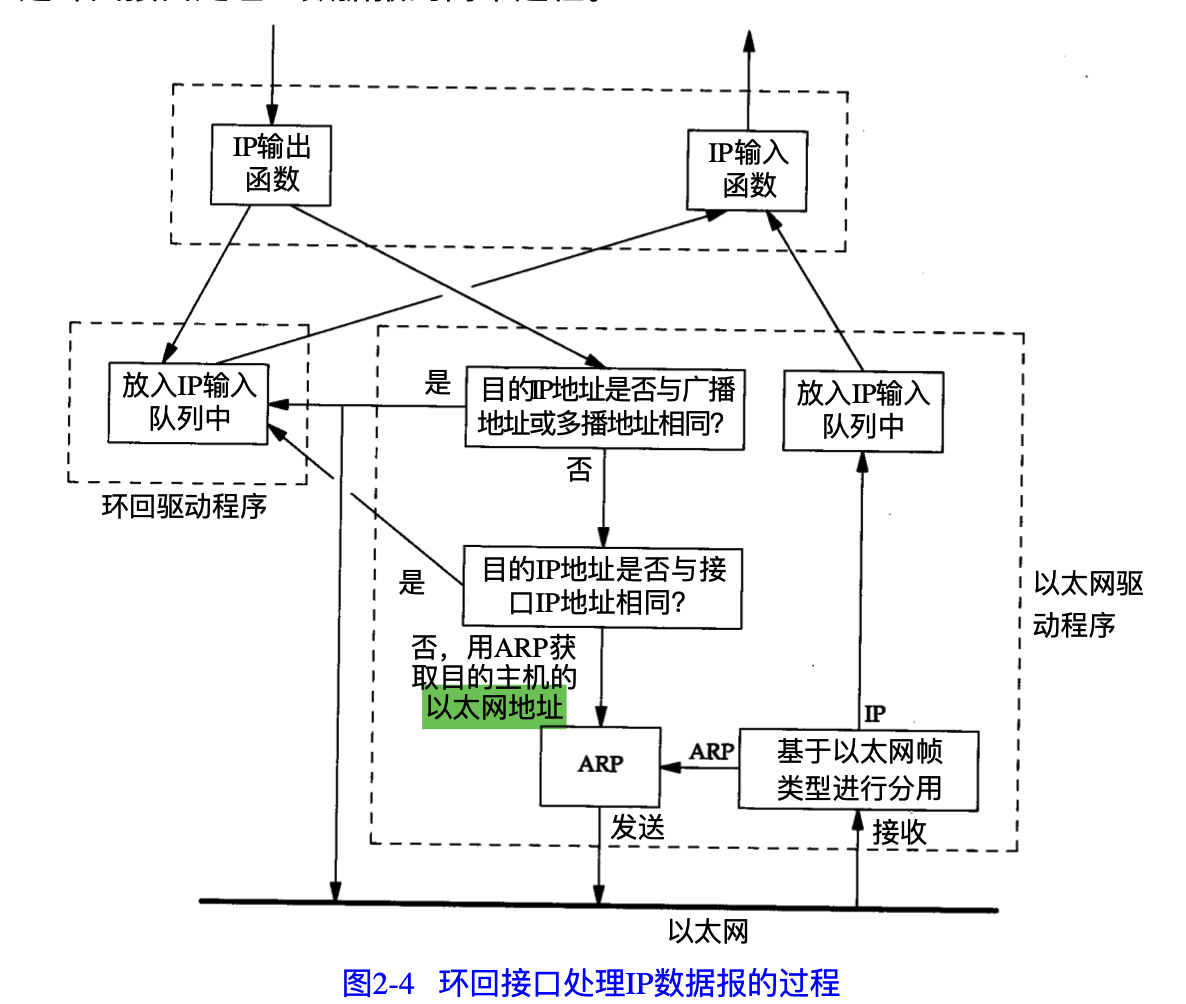 IP输出
函数
IP输入
函数
放入IP输入
队列中
是
目的IP地址是否与广播
地址或多播地址相同？
放入IP输入
队列中
环回驱动程序
否
是
目的IP地址是否与接
口IP地址相同？
以太网驱
动程序
否，用ARP获
取目的主机的
以太网地址
IP
ARP
ARP
基于以太网帧
类型进行分用
发送
接收
以太网
图2-4 环回接口处理IP数据报的过程